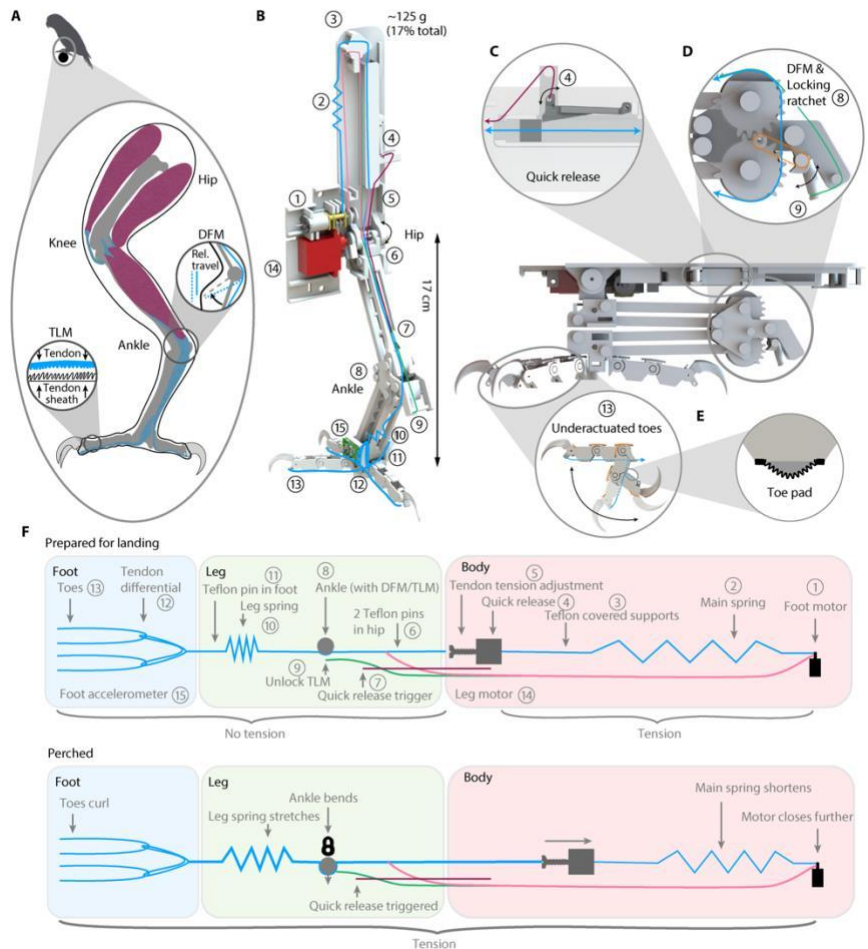 A
Hip
Knee
DFM
Rel.
travel
TLM
Tendon
Tendon
sheath
Ankle
B
~125 g
(17% total)
③
②
④
①
⑤
Hip
⑥
⑭
17 cm
⑦
⑧
Ankle
⑨
⑮
⑩
⑪
⑬
⑫
C
④
Quick release
D
DFM &
Locking
ratchet
⑧
⑨
⑬
Underactuated toes
E
Toe pad
F
Prepared for landing
Foot
Toes ⑬
Tendon
differential
⑫
Foot accelerometer ⑮
Leg
⑪
Teflon pin in foot
Leg spring
⑩
⑧
Ankle (with DFM/TLM)
2 Teflon pins
in hip
⑥
⑨
Unlock TLM
⑦
Quick release trigger
Body
⑤
Tendon tension adjustment
Quick release
④
③
Teflon covered supports
②
Main spring
①
Foot motor
Leg motor ⑭
No tension
Tension
Perched
Foot
Toes curl
Leg
Leg spring stretches
Ankle bends
Quick release triggered
Body
Main spring shortens
Motor closes further
Tension